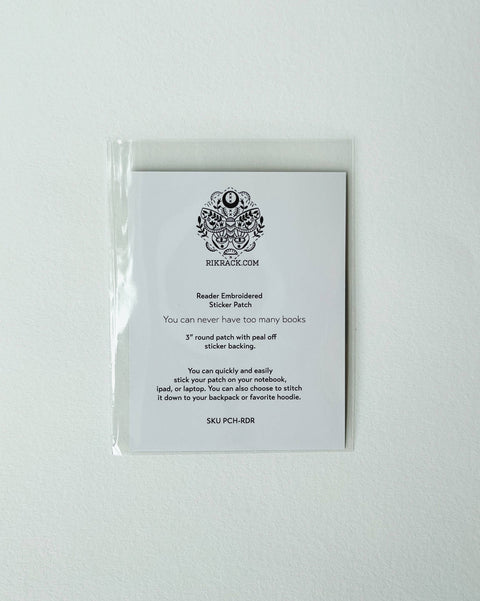 RIKRACK.COM
Reader Embroidered
Sticker Patch
You can never have too many books
3" round patch with peal off
sticker backing.
You can quickly and easily
stick your patch on your notebook,
ipad, or laptop. You can also choose to stitch
it down to your backpack or favorite hoodie.
SKU PCH-RDR